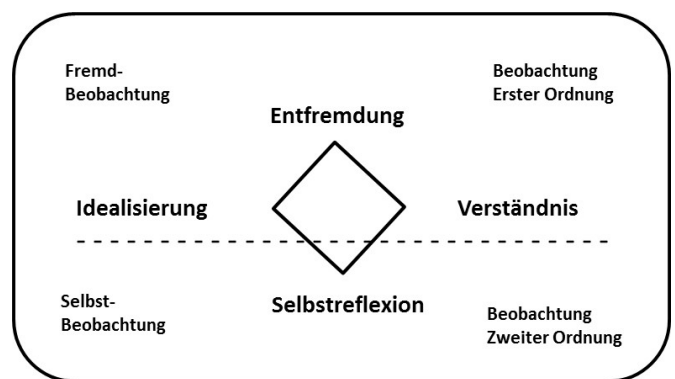 Fremd-
Beobachtung
Beobachtung
Erster Ordnung
Entfremdung
Idealisierung
Verständnis
Selbst-
Beobachtung
Selbstreflexion
Beobachtung
Zweiter Ordnung